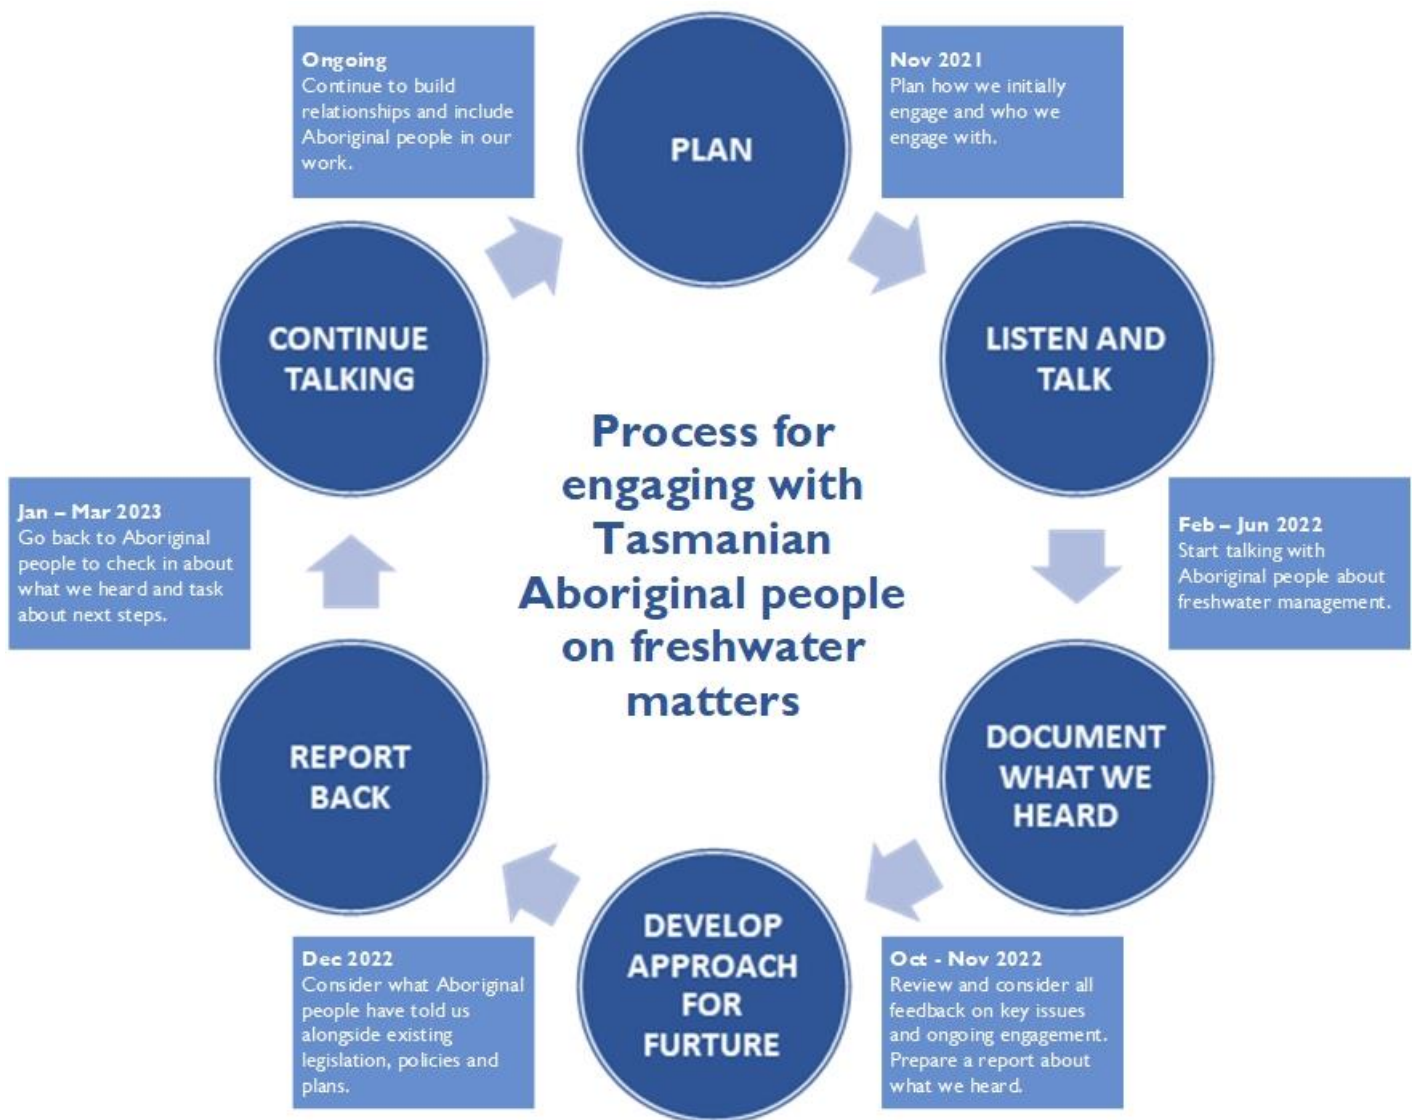 PLAN
Nov 2021
Plan how we initially
engage and who we
engage with.
LISTEN AND
TALK
Feb – Jun 2022
Start talking with
Aboriginal people about
freshwater management.
DOCUMENT
WHAT WE
HEARD
Oct - Nov 2022
Review and consider all
feedback on key issues
and ongoing engagement.
Prepare a report about
what we heard.
DEVELOP
APPROACH
FOR
FURTURE
Dec 2022
Consider what Aboriginal
people have told us
alongside existing
legislation, policies and
plans.
REPORT
BACK
Jan – Mar 2023
Go back to Aboriginal
people to check in about
what we heard and task
about next steps.
CONTINUE
TALKING
Ongoing
Continue to build
relationships and include
Aboriginal people in our
work.
Process for
engaging with
Tasmanian
Aboriginal people
on freshwater
matters